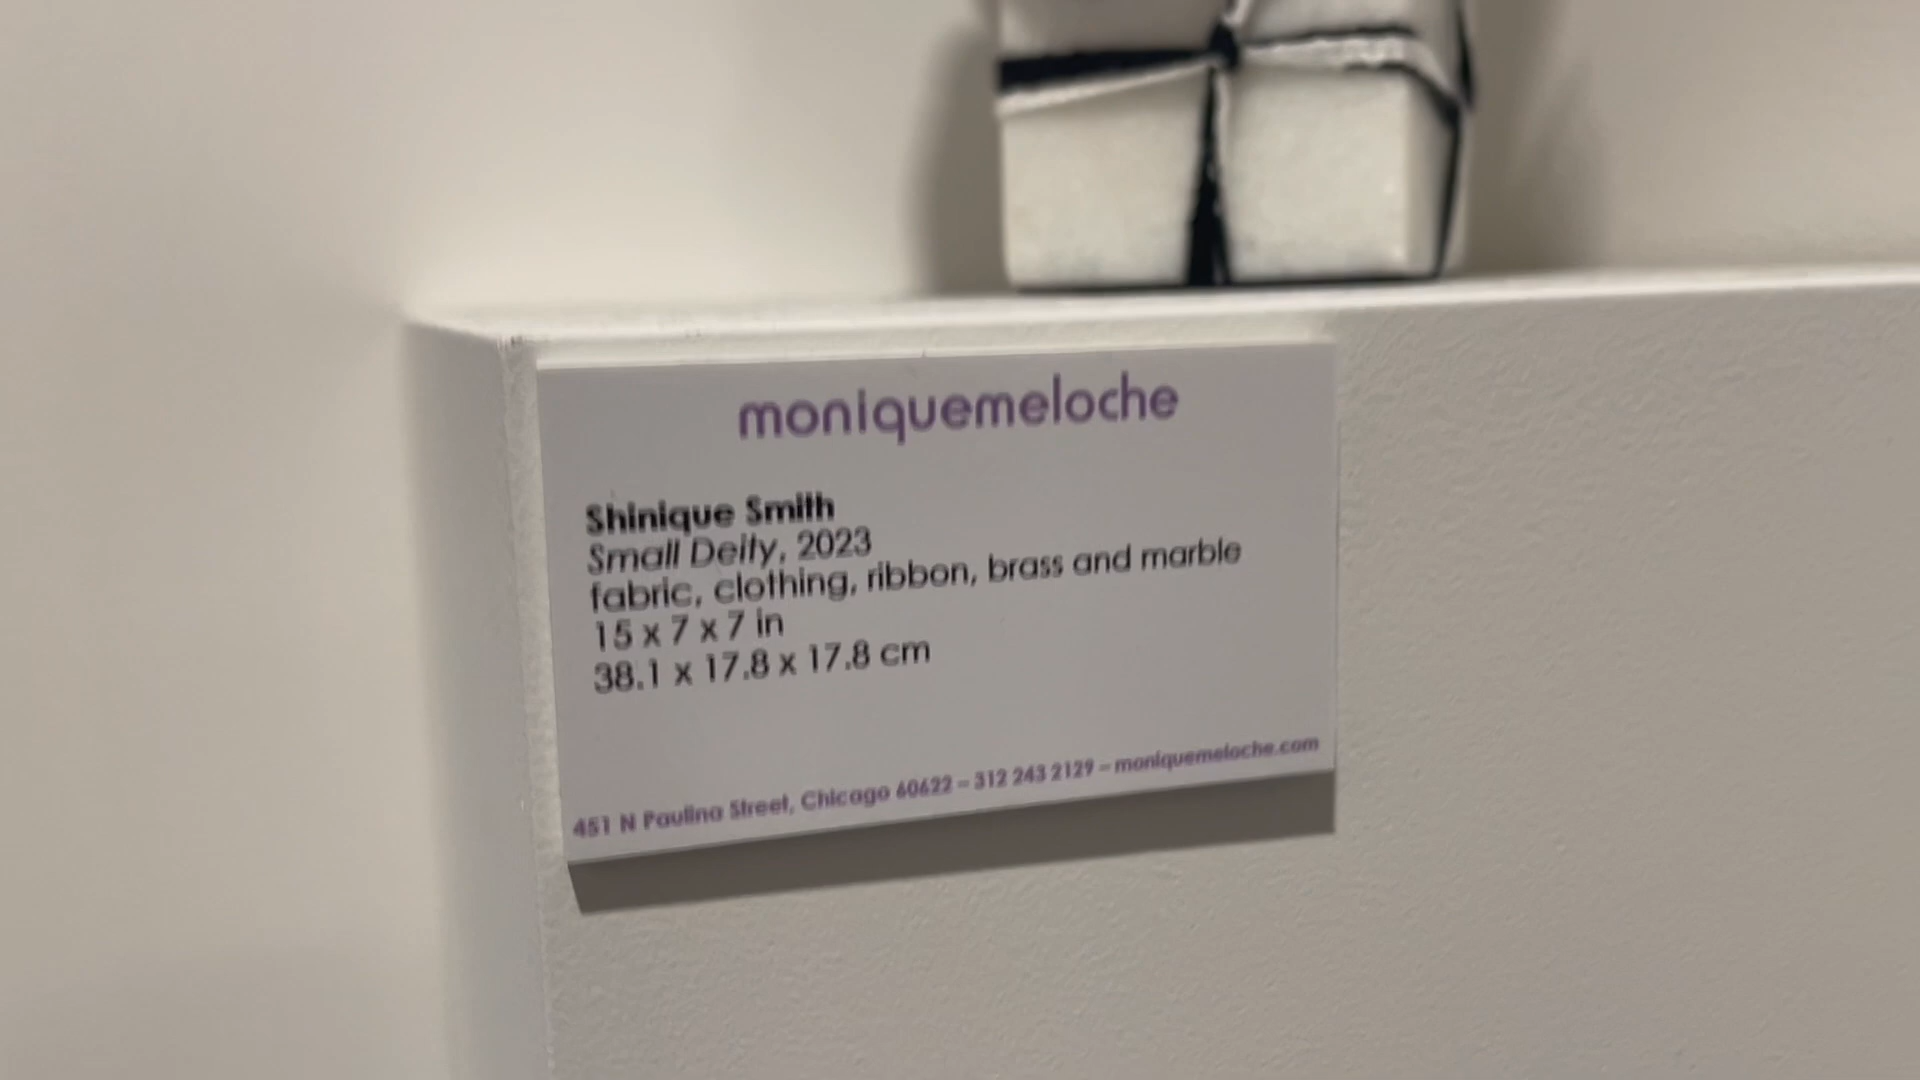 moniquemeloche
Shinique Smith
Small Deity, 2023
fabric, clothing, ribbon, brass and marble
15 x 7 x 7 in
38.1 x 17.8 x 17.8 cm
451 N Paulina Street, Chicago 60622 – 312 243 2129 – moniquemeloche.com